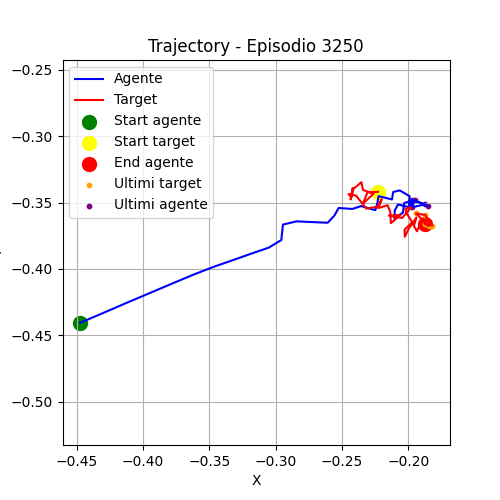 Trajectory - Episodio 3250
Agente
Target
Start agente
Start target
End agente
Ultimi target
Ultimi agente
−0.25
−0.30
−0.35
−0.40
−0.45
−0.50
−0.45
−0.40
−0.35
−0.30
−0.25
−0.20
X